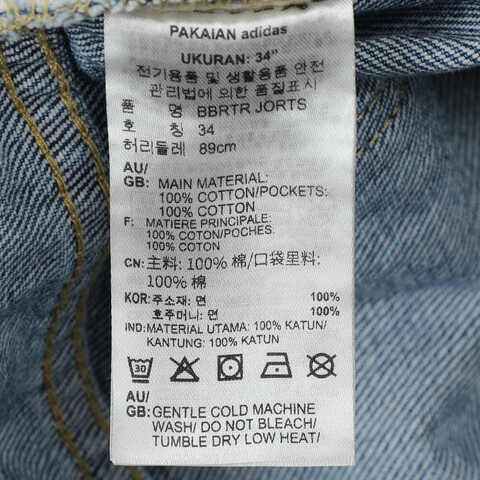 PAKAIAN adidas
UKURAN: 34"
전기용품 및 생활용품 안전
관리법에 의한 품질표시
품 명 BBRTR JORTS
호 칭 34
허리둘레 89cm
AU/
GB: MAIN MATERIAL:
100% COTTON/POCKETS:
100% COTTON
F: MATIERE PRINCIPALE:
100% COTON/POCHES:
100% COTON
CN: 主料: 100% 棉/口袋里料:
100% 棉
KOR: 주소재: 면 100%
호주머니: 면 100%
IND: MATERIAL UTAMA: 100% KATUN/
KANTUNG: 100% KATUN
30
AU/
GB: GENTLE COLD MACHINE
WASH/ DO NOT BLEACH/
TUMBLE DRY LOW HEAT/